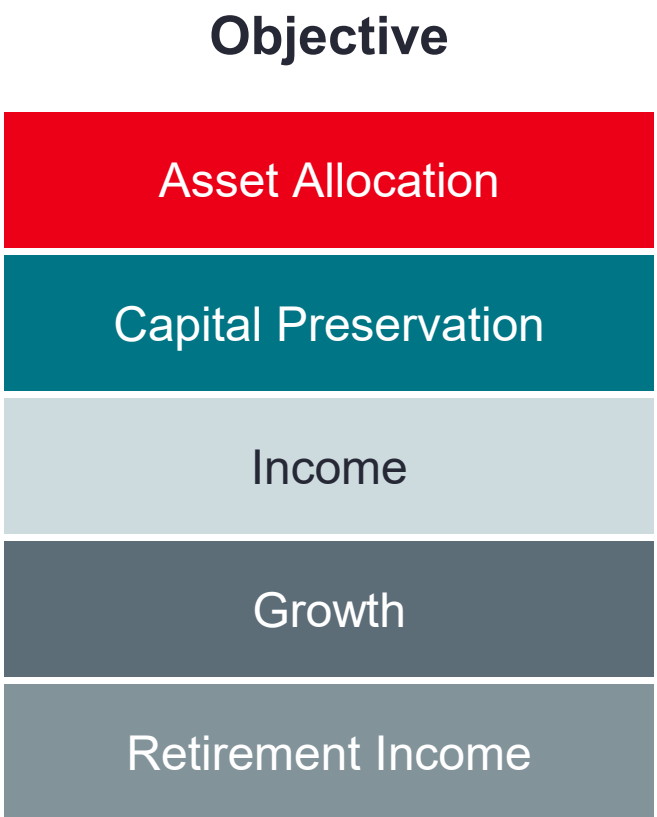 Objective
Asset Allocation
Capital Preservation
Income
Growth
Retirement Income